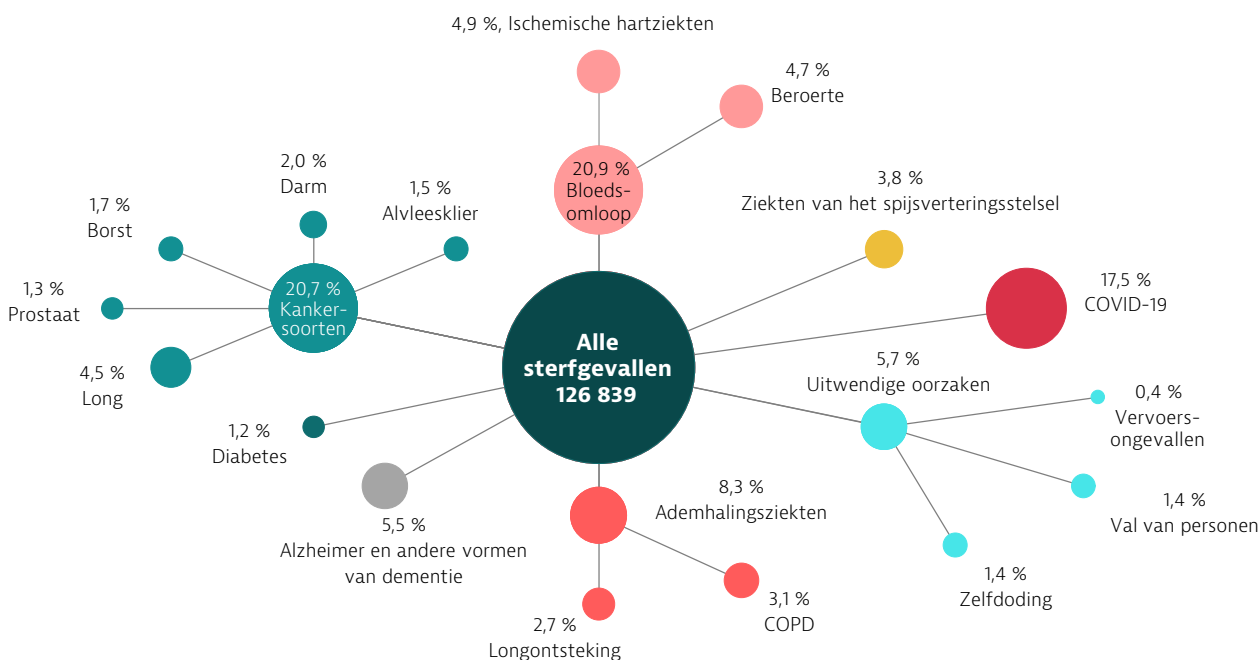 4,9 %, Ischemische hartziekten
4,7 %
Beroerte
20,9 %
Bloeds-
omloop
3,8 %
Ziekten van het spijsverteringsstelsel
17,5 %
COVID-19
2,0 %
Darm
1,5 %
Alvleesklier
1,7 %
Borst
1,3 %
Prostaat
20,7 %
Kanker-
soorten
4,5 %
Long
Alle
sterfgevallen
126 839
5,7 %
Uitwendige oorzaken
0,4 %
Vervoers-
ongevallen
1,4 %
Val van personen
1,4 %
Zelfdoding
1,2 %
Diabetes
5,5 %
Alzheimer en andere vormen
van dementie
8,3 %
Ademhalingsziekten
3,1 %
COPD
2,7 %
Longontsteking